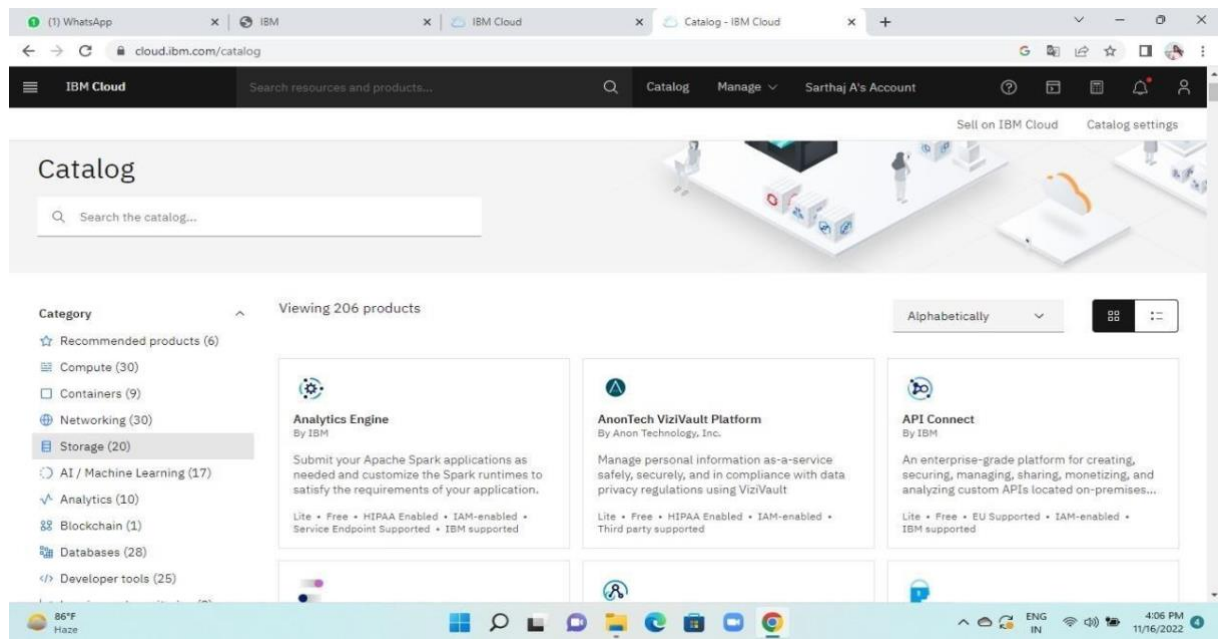 (1) WhatsApp
IBM
IBM Cloud
Catalog - IBM Cloud
cloud.ibm.com/catalog
IBM Cloud
Search resources and products...
Catalog
Manage
Sarthaj A's Account
Sell on IBM Cloud
Catalog settings
Catalog
Search the catalog...
Category
Recommended products (6)
Compute (30)
Containers (9)
Networking (30)
Storage (20)
AI / Machine Learning (17)
Analytics (10)
Blockchain (1)
Databases (28)
Developer tools (25)
Viewing 206 products
Alphabetically
Analytics Engine
By IBM
Submit your Apache Spark applications as
needed and customize the Spark runtimes to
satisfy the requirements of your application.
Lite • Free • HIPAA Enabled • IAM-enabled •
Service Endpoint Supported • IBM supported
AnonTech ViziVault Platform
By Anon Technology, Inc.
Manage personal information as-a-service
safely, securely, and in compliance with data
privacy regulations using ViziVault
Lite • Free • HIPAA Enabled • IAM-enabled •
Third party supported
API Connect
By IBM
An enterprise-grade platform for creating,
securing, managing, sharing, monetizing, and
analyzing custom APIs located on-premises...
Lite • Free • EU Supported • IAM-enabled •
IBM supported
86°F
Haze
ENG
IN
4:06 PM
11/16/2022
4